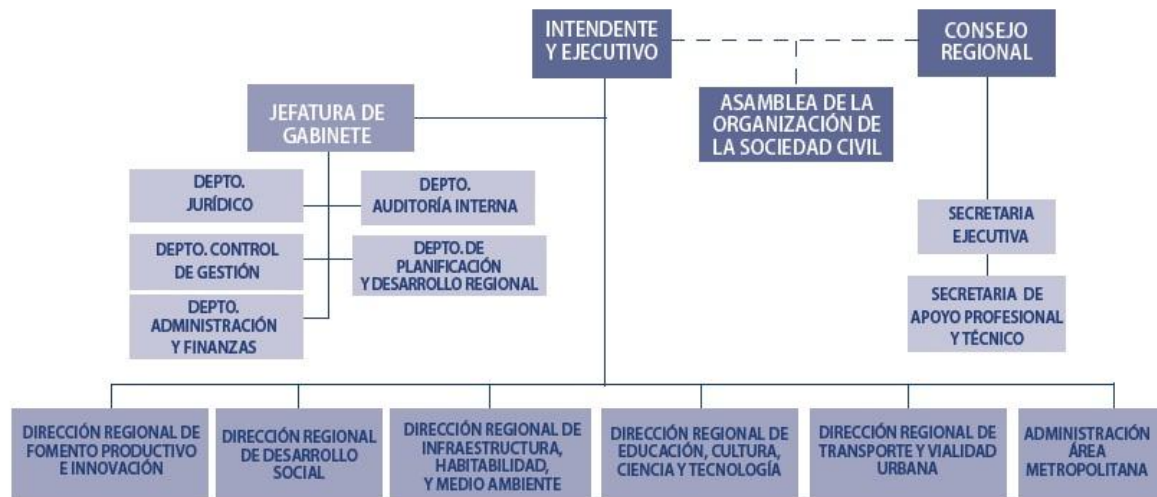 INTENDENTE
Y EJECUTIVO
CONSEJO
REGIONAL
ASAMBLEA DE LA
ORGANIZACIÓN DE
LA SOCIEDAD CIVIL
JEFATURA DE
GABINETE
DEPTO.
JURÍDICO
DEPTO.
AUDITORÍA INTERNA
DEPTO. CONTROL
DE GESTIÓN
DEPTO. DE
PLANIFICACIÓN
Y DESARROLLO REGIONAL
DEPTO.
ADMINISTRACIÓN
Y FINANZAS
SECRETARIA
EJECUTIVA
SECRETARIA DE
APOYO PROFESIONAL
Y TÉCNICO
DIRECCIÓN REGIONAL DE
FOMENTO PRODUCTIVO
E INNOVACIÓN
DIRECCIÓN REGIONAL
DE DESARROLLO
SOCIAL
DIRECCIÓN REGIONAL DE
INFRAESTRUCTURA,
HABITABILIDAD,
Y MEDIO AMBIENTE
DIRECCIÓN REGIONAL DE
EDUCACIÓN, CULTURA,
CIENCIA Y TECNOLOGÍA
DIRECCIÓN REGIONAL DE
TRANSPORTE Y VIALIDAD
URBANA
ADMINISTRACIÓN
ÁREA
METROPOLITANA